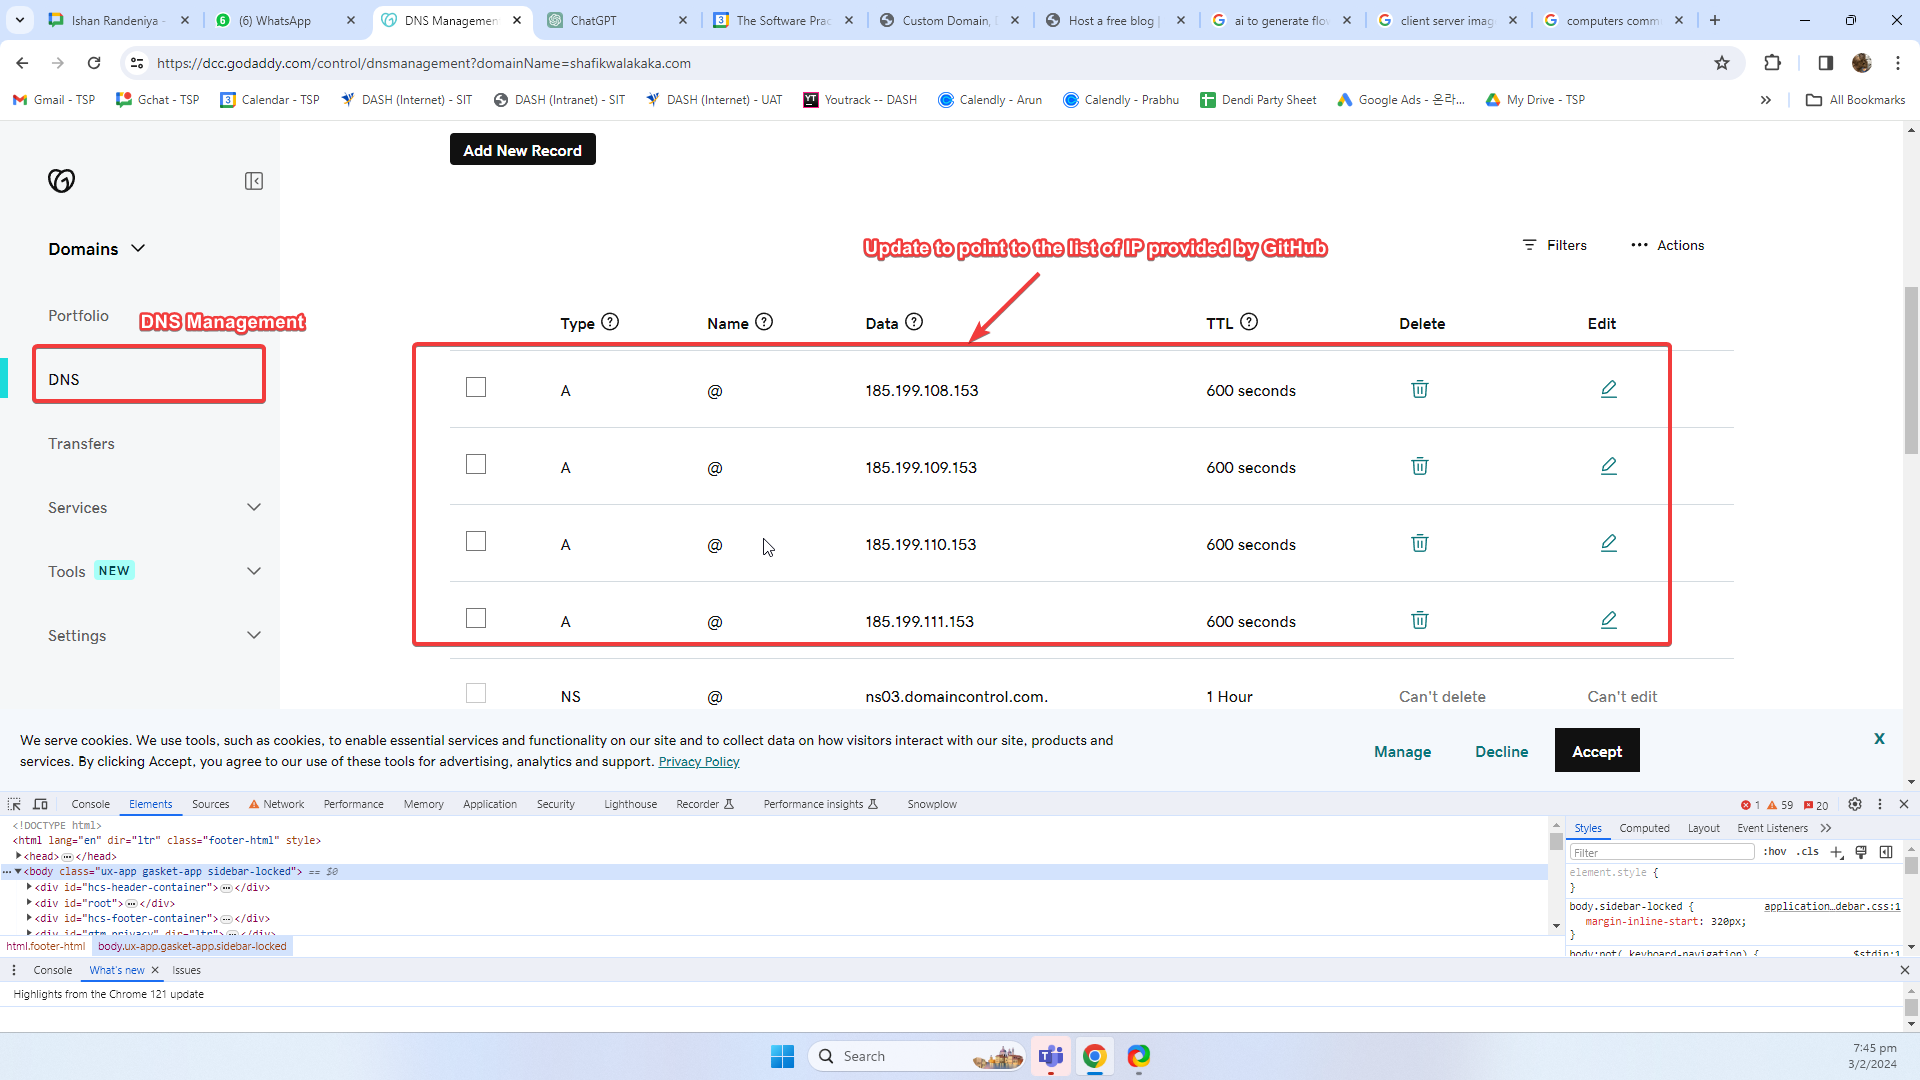 Ishan Randeniya -
(6) WhatsApp
DNS Management
ChatGPT
The Software Prac
Custom Domain,
Host a free blog |
ai to generate flo
client server imag
computers comm
https://dcc.godaddy.com/control/dnsmanagement?domainName=shafikwalakaka.com
Gmail - TSP
Gchat - TSP
Calendar - TSP
DASH (Internet) - SIT
DASH (Intranet) - SIT
DASH (Internet) - UAT
Youtrack -- DASH
Calendly - Arun
Calendly - Prabhu
Dendi Party Sheet
Google Ads - 온라...
My Drive - TSP
All Bookmarks
Add New Record
Domains
Update to point to the list of IP provided by GitHub
Filters
Actions
Portfolio
DNS Management
DNS
Transfers
Services
Tools NEW
Settings
Type Name Data TTL Delete Edit
A @ 185.199.108.153 600 seconds
A @ 185.199.109.153 600 seconds
A @ 185.199.110.153 600 seconds
A @ 185.199.111.153 600 seconds
NS @ ns03.domaincontrol.com. 1 Hour Can't delete Can't edit
We serve cookies. We use tools, such as cookies, to enable essential services and functionality on our site and to collect data on how visitors interact with our site, products and
services. By clicking Accept, you agree to our use of these tools for advertising, analytics and support. Privacy Policy
Manage
Decline
Accept
X
Console Elements Sources Network Performance Memory Application Security Lighthouse Recorder Performance insights Snowplow
1 59 20
<!DOCTYPE html>
<html lang="en" dir="ltr" class="footer-html" style>
<head> </head>
<body class="ux-app gasket-app sidebar-locked"> == $0
<div id="hcs-header-container"> </div>
<div id="root"> </div>
<div id="hcs-footer-container"> </div>
<div id="gtm_privacy" dir="ltr"> </div>
html.footer-html body.ux-app.gasket-app.sidebar-locked
Styles Computed Layout Event Listeners
Filter :hov .cls
element.style {
}
body.sidebar-locked { application…debar.css:1
margin-inline-start: 320px;
}
body:not(.keyboard-navigation) { $stdin:1
Console What's new Issues
Highlights from the Chrome 121 update
Search
7:45 pm
3/2/2024